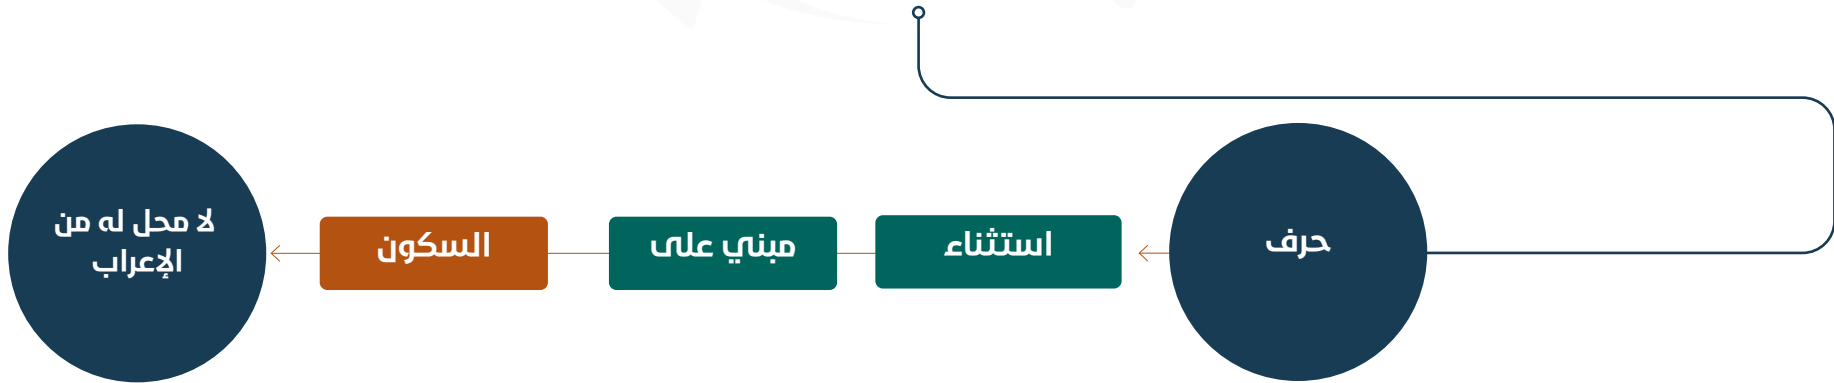 حرف
استثناء
مبني على
السكون
لا محل له من
الإعراب